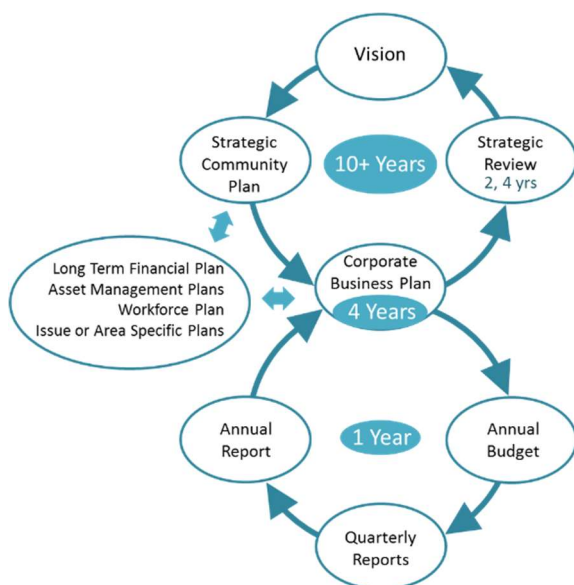 Vision
Strategic
Community
Plan
10+ Years
Strategic
Review
2, 4 yrs
Long Term Financial Plan
Asset Management Plans
Workforce Plan
Issue or Area Specific Plans
Corporate
Business Plan
4 Years
Annual
Report
1 Year
Annual
Budget
Quarterly
Reports